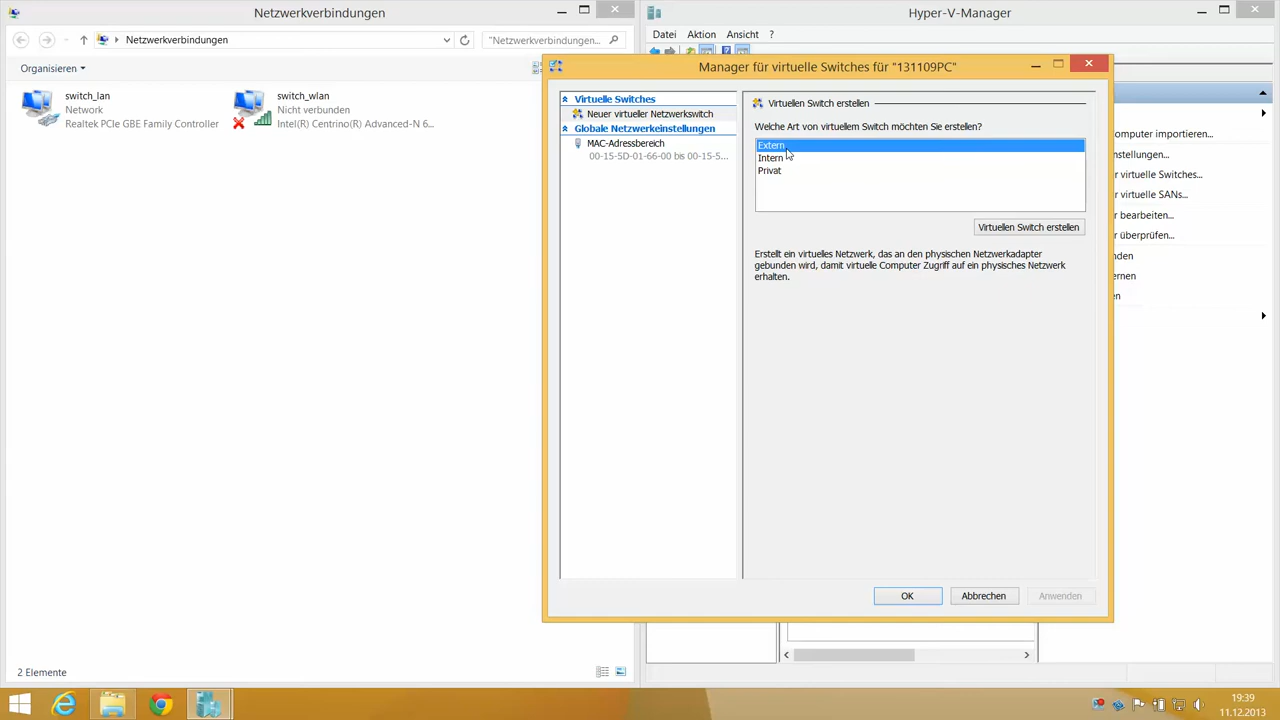 Netzwerkverbindungen
Netzwerkverbindungen
"Netzwerkverbindungen...
Organisieren
switch_lan
Network
Realtek PCIe GBE Family Controller
switch_wlan
Nicht verbunden
Intel(R) Centrino(R) Advanced-N 6...
2 Elemente
Hyper-V-Manager
Datei Aktion Ansicht ?
Manager für virtuelle Switches für "131109PC"
Virtuelle Switches
Neuer virtueller Netzwerkswitch
Globale Netzwerkeinstellungen
MAC-Adressbereich
00-15-5D-01-66-00 bis 00-15-5...
Virtuellen Switch erstellen
Welche Art von virtuellem Switch möchten Sie erstellen?
Extern
Intern
Privat
Virtuellen Switch erstellen
Erstellt ein virtuelles Netzwerk, das an den physischen Netzwerkadapter
gebunden wird, damit virtuelle Computer Zugriff auf ein physisches Netzwerk
erhalten.
OK
Abbrechen
Anwenden
omputer importieren...
nstellungen...
r virtuelle Switches...
r virtuelle SANs...
r bearbeiten...
r überprüfen...
nden
ernen
en
19:39
11.12.2013